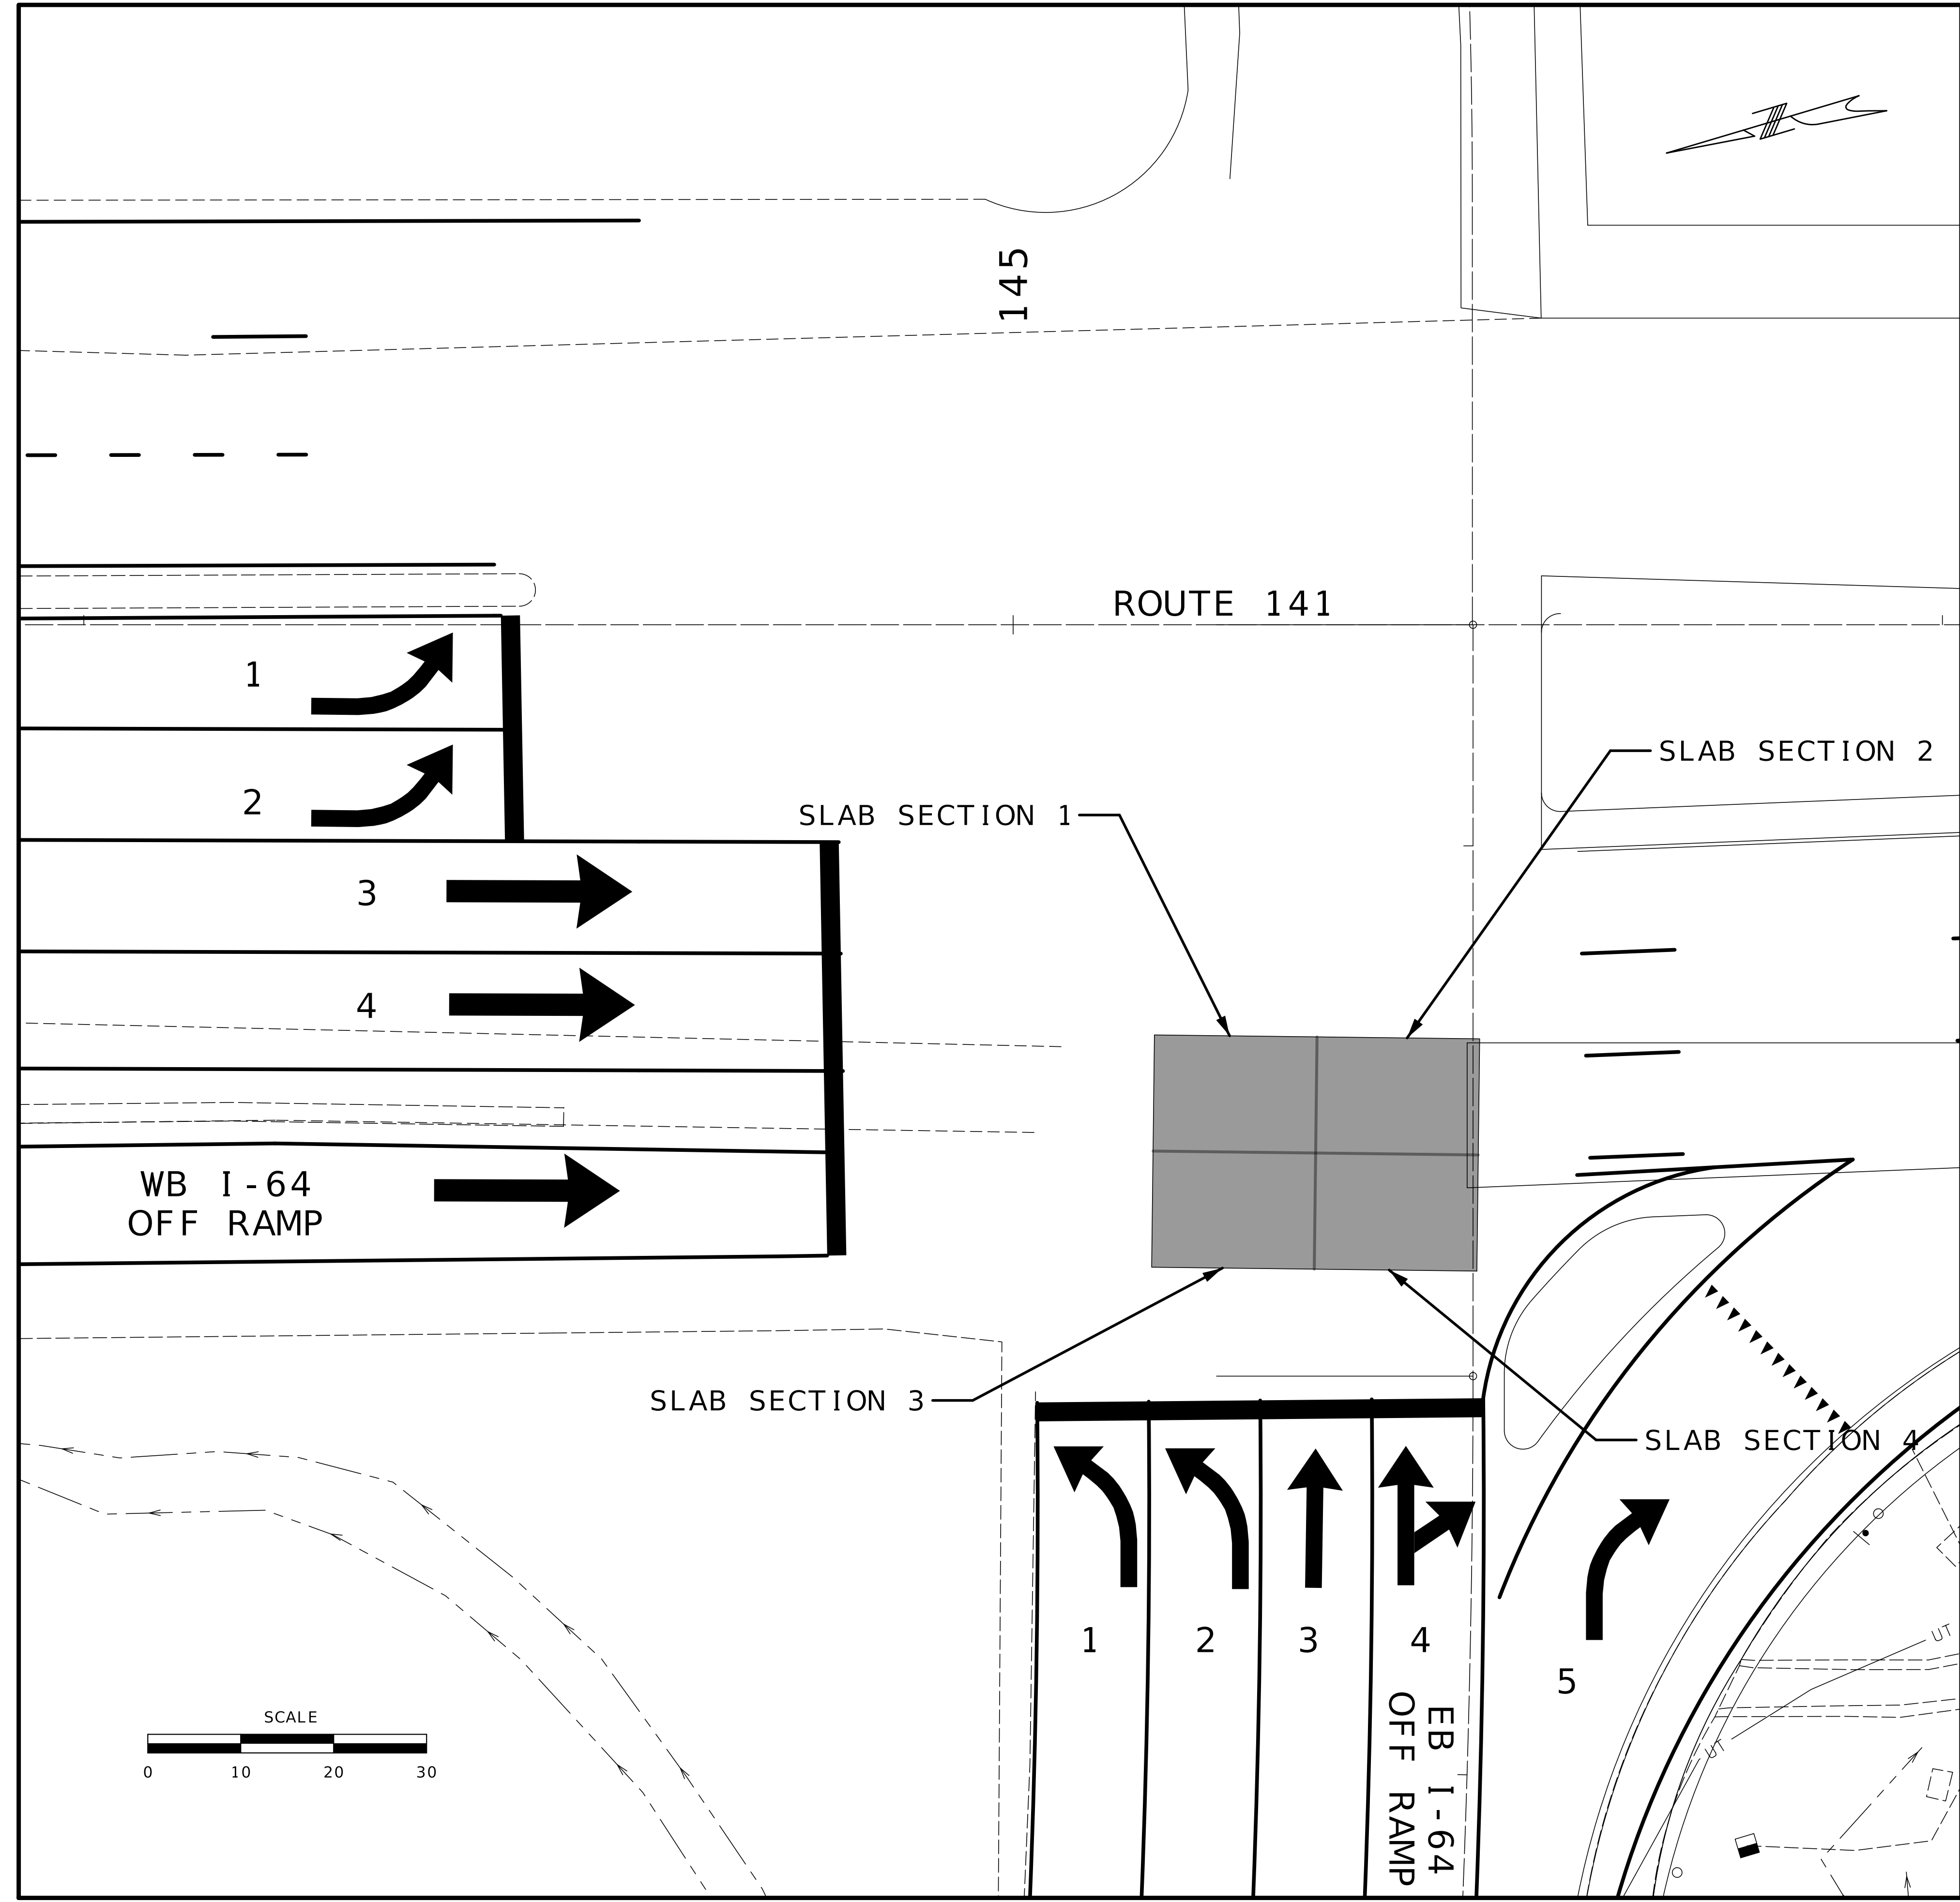 145
ROUTE 141
1
2
SLAB SECTION 2
SLAB SECTION 1
3
4
WB I-64
OFF RAMP
SLAB SECTION 3
SLAB SECTION 4
1 2 3 4
5
EB I-64
OFF RAMP
UT
UT
SCALE
0 10 20 30